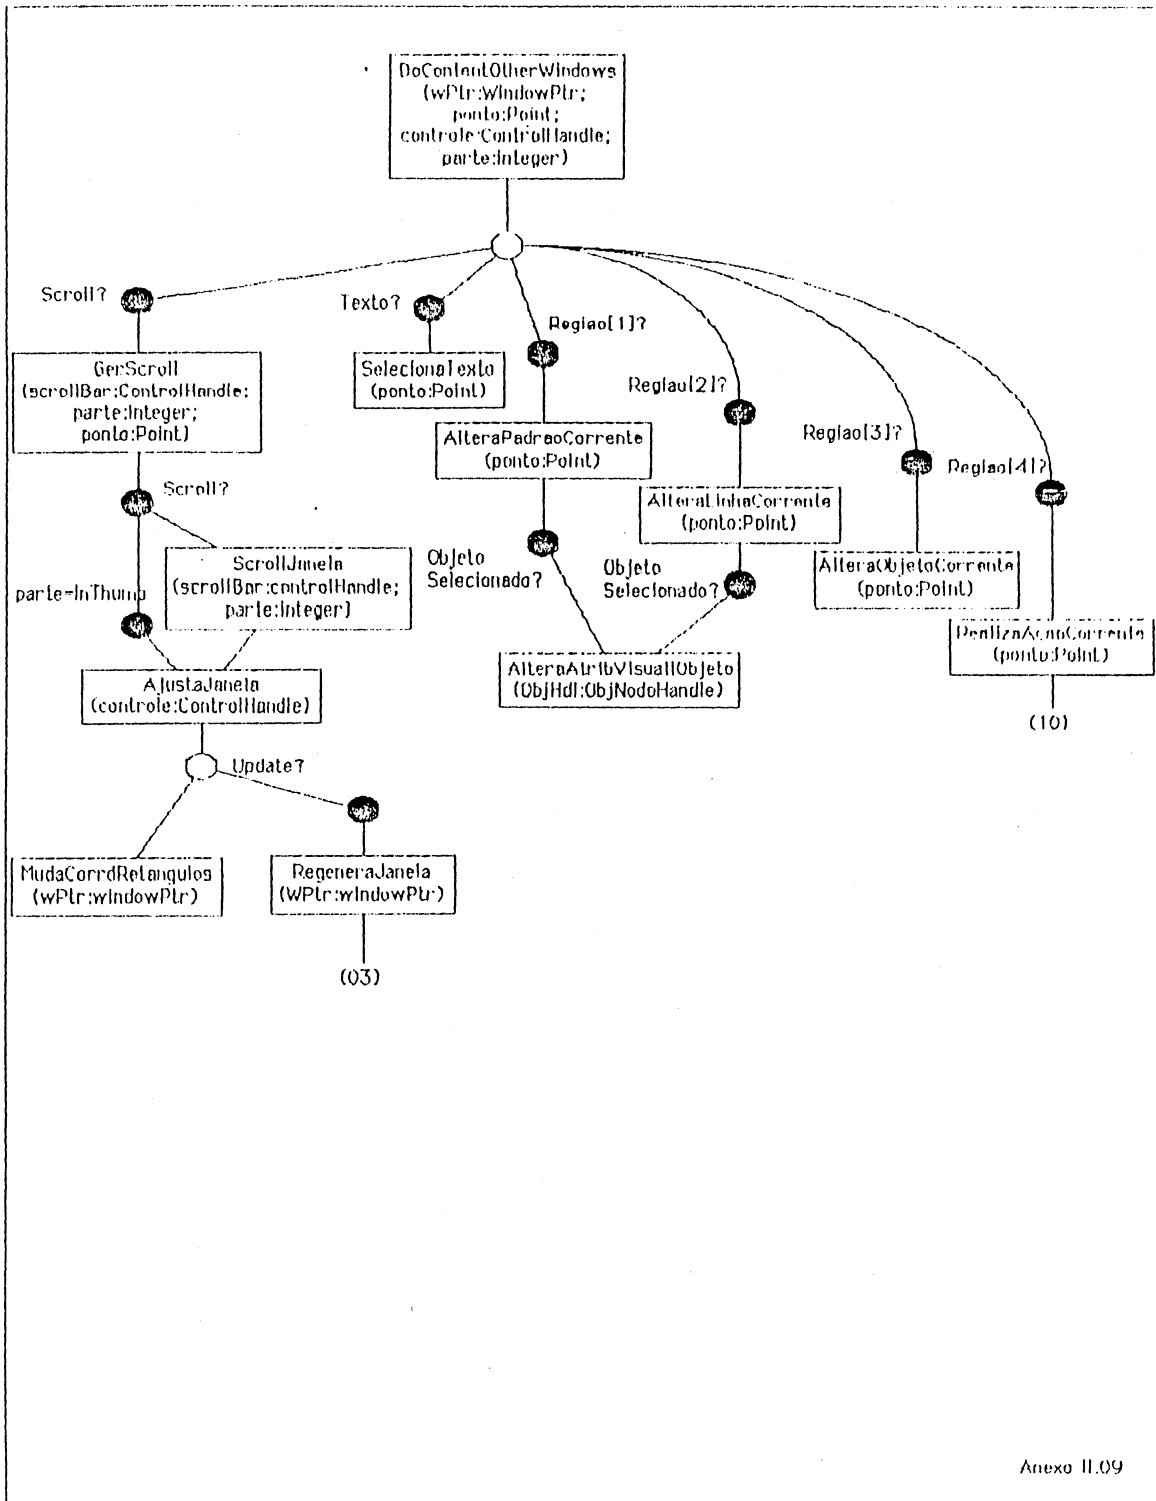 DoContentOtherWindows
(wPtr:WindowPtr;
ponto:Point;
controle:ControlHandle;
parte:Integer)
Scroll?
Texto?
Regiao[1]?
GerScroll
(scrollBar:ControlHandle;
parte:Integer;
ponto:Point)
SelecionaTexto
(ponto:Point)
Regiao[2]?
AlteraPadraoCorrente
(ponto:Point)
Regiao[3]?
Regiao[4]?
Scroll?
AlteraLinhaCorrente
(ponto:Point)
ScrollJanela
(scrollBar:controlHandle;
parte:Integer)
Objeto
Selecionado?
Objeto
Selecionado?
AlteraObjetoCorrente
(ponto:Point)
parte=InThumb
RealizaAcaoCorrente
(ponto:Point)
AjustaJanela
(controle:ControlHandle)
AlteraAtribVisualObjeto
(ObjHdl:ObjNodoHandle)
(10)
Update?
MudaCorrdRetangulos
(wPtr:windowPtr)
RegeneraJanela
(WPtr:windowPtr)
(03)
Anexo II.09